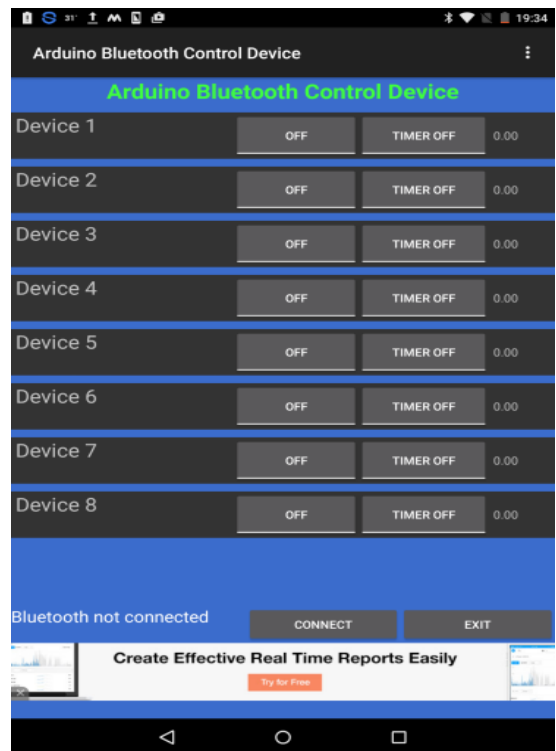 31° 19:34
Arduino Bluetooth Control Device
Arduino Bluetooth Control Device
Device 1 OFF TIMER OFF 0.00
Device 2 OFF TIMER OFF 0.00
Device 3 OFF TIMER OFF 0.00
Device 4 OFF TIMER OFF 0.00
Device 5 OFF TIMER OFF 0.00
Device 6 OFF TIMER OFF 0.00
Device 7 OFF TIMER OFF 0.00
Device 8 OFF TIMER OFF 0.00
Bluetooth not connected CONNECT EXIT
Create Effective Real Time Reports Easily
Try for Free